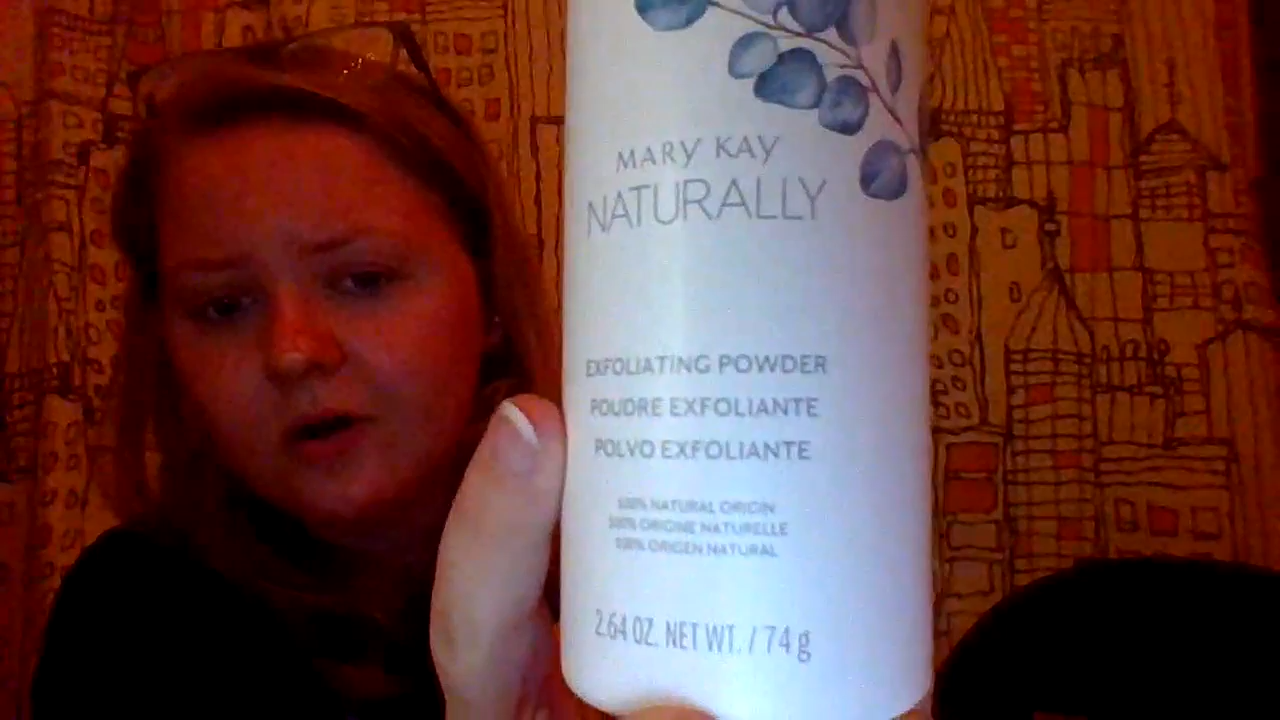 MARY KAY
NATURALLY
EXFOLIATING POWDER
POUDRE EXFOLIANTE
POLVO EXFOLIANTE
100% NATURAL ORIGIN
100% ORIGINE NATURELLE
100% ORIGEN NATURAL
2.64 OZ. NET WT. / 74 g